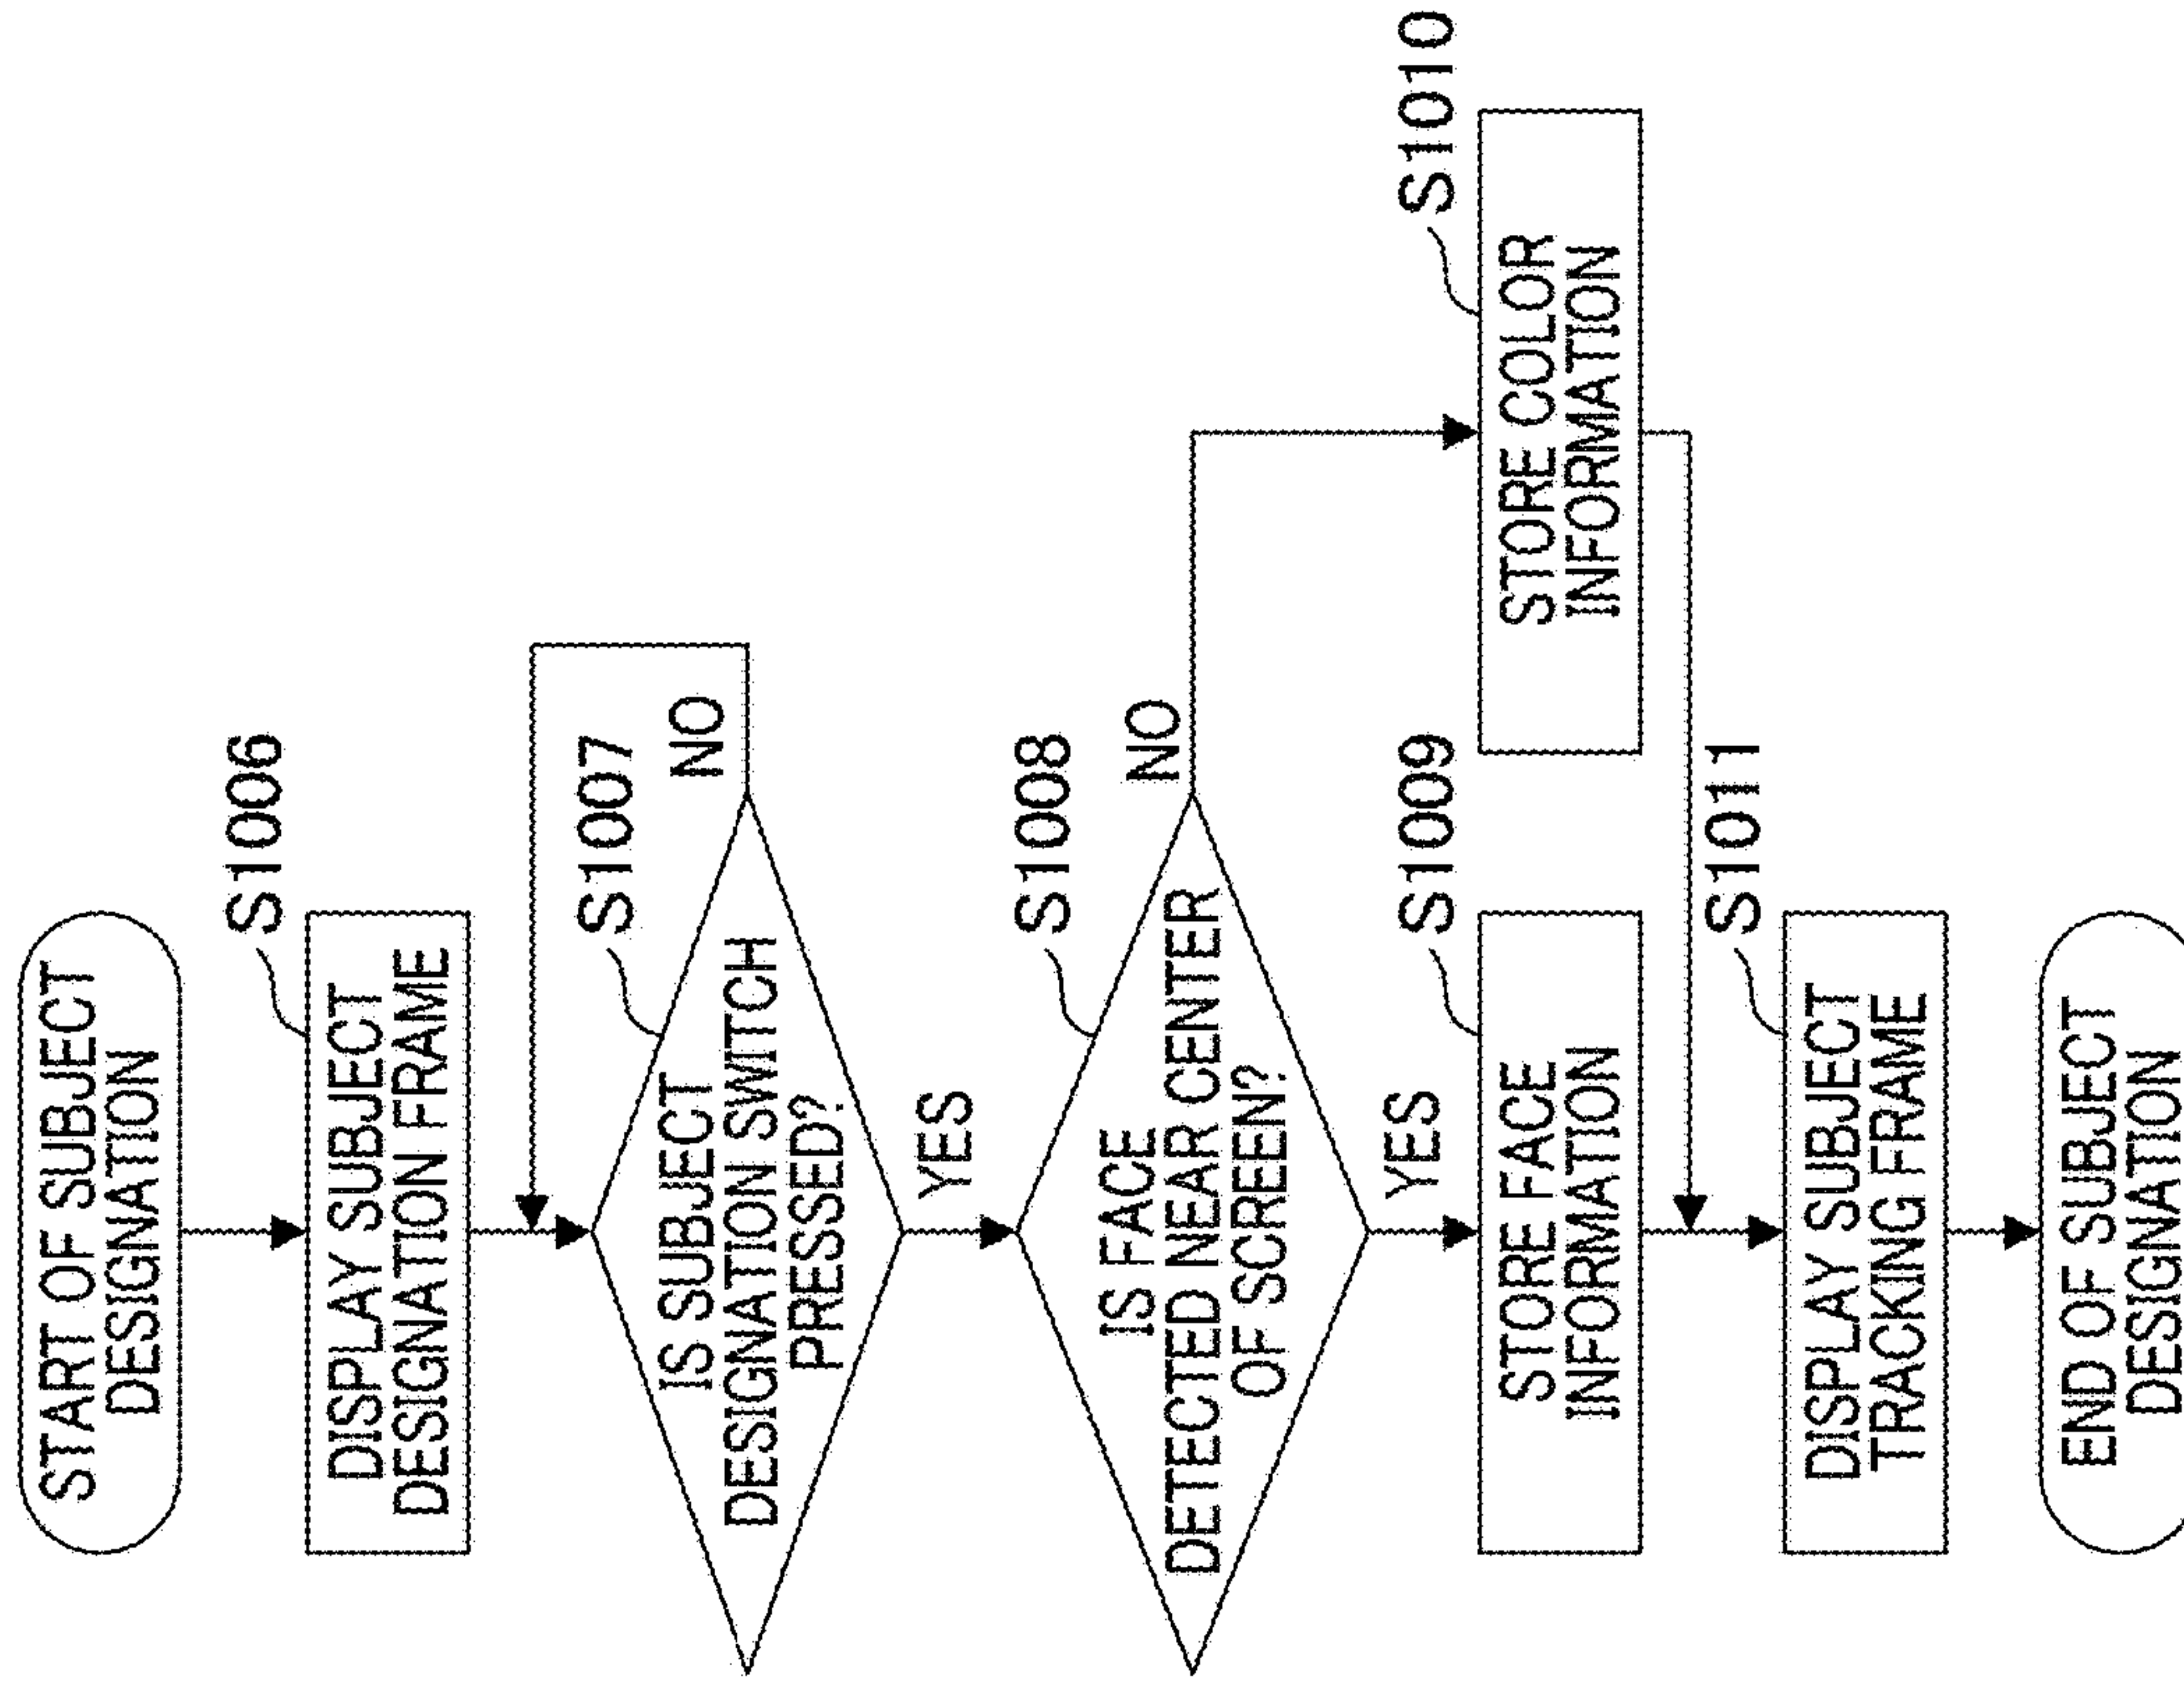 START OF SUBJECT
DESIGNATION
S1006
DISPLAY SUBJECT
DESIGNATION FRAME
S1007
IS SUBJECT
DESIGNATION SWITCH
PRESSED?
NO
YES
S1008
IS FACE
DETECTED NEAR CENTER
OF SCREEN?
NO
YES
S1009
STORE FACE
INFORMATION
S1010
STORE COLOR
INFORMATION
S1011
DISPLAY SUBJECT
TRACKING FRAME
END OF SUBJECT
DESIGNATION